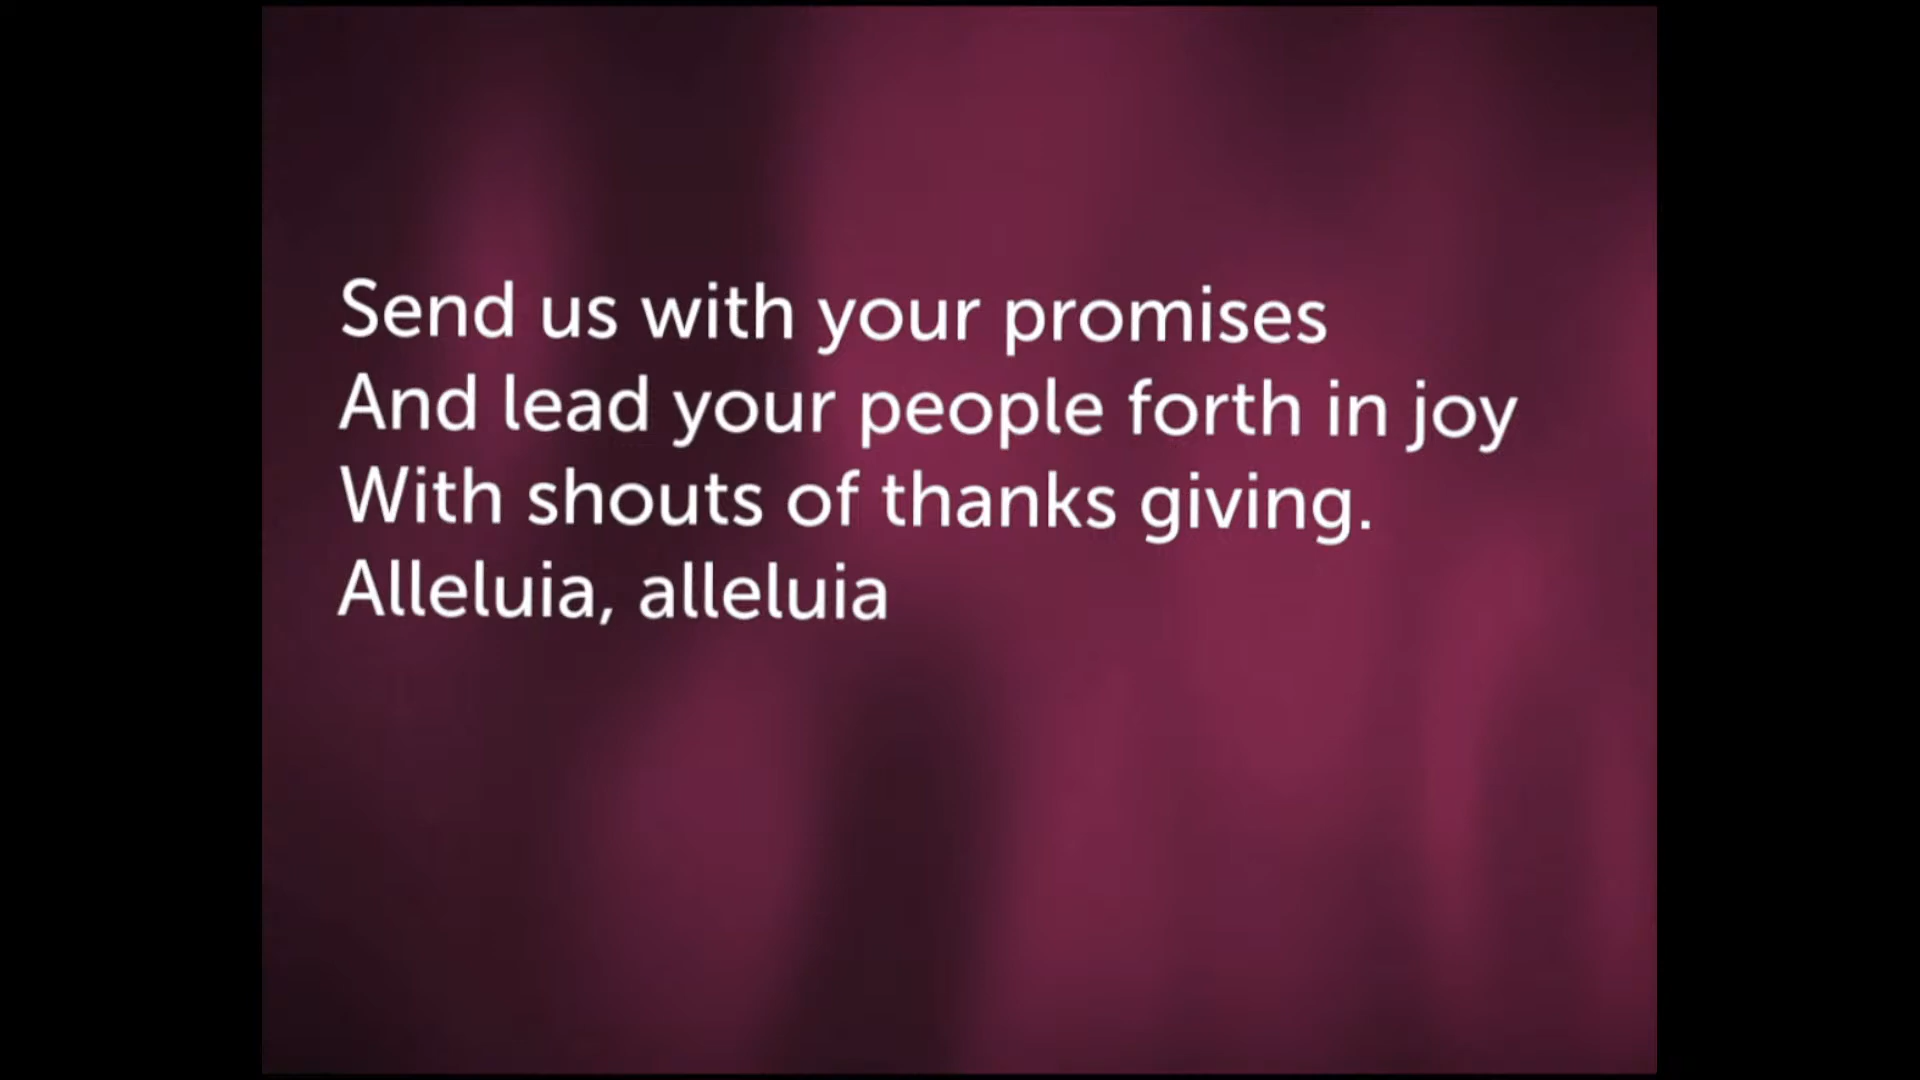 Send us with your promises
And lead your people forth in joy
With shouts of thanks giving.
Alleluia, alleluia